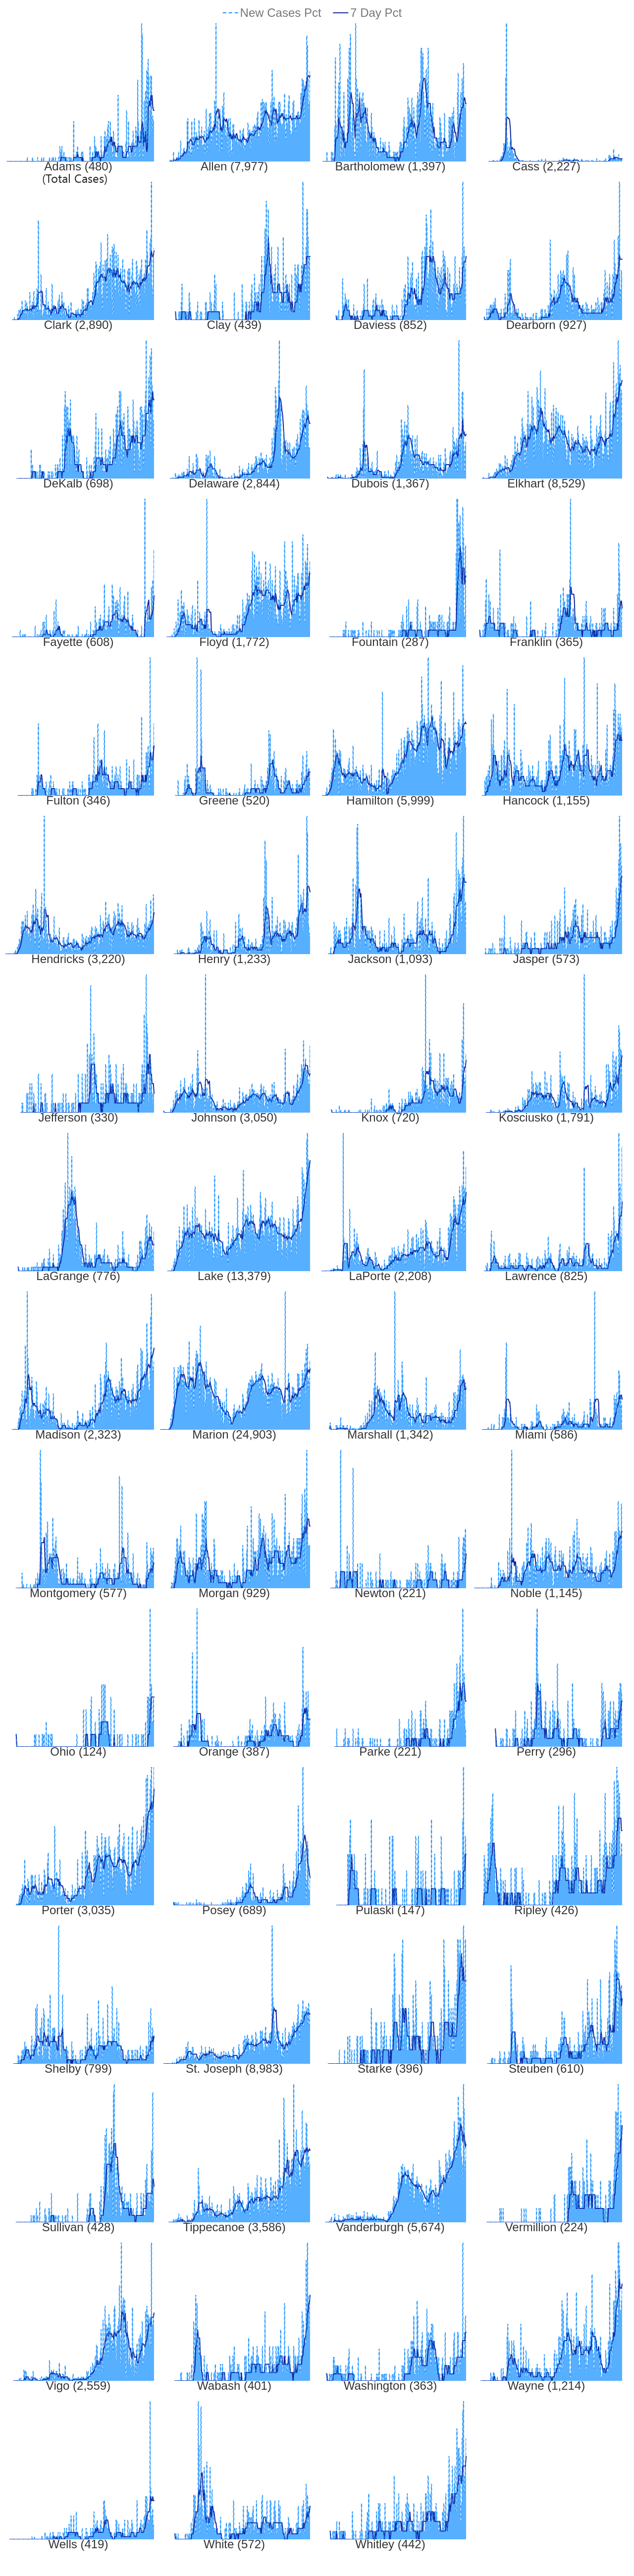 New Cases Pct 7 Day Pct
Adams (480) Allen (7,977) Bartholomew (1,397) Cass (2,227)
(Total Cases)
Clark (2,890) Clay (439) Daviess (852) Dearborn (927)
DeKalb (698) Delaware (2,844) Dubois (1,367) Elkhart (8,529)
Fayette (608) Floyd (1,772) Fountain (287) Franklin (365)
Fulton (346) Greene (520) Hamilton (5,999) Hancock (1,155)
Hendricks (3,220) Henry (1,233) Jackson (1,093) Jasper (573)
Jefferson (330) Johnson (3,050) Knox (720) Kosciusko (1,791)
LaGrange (776) Lake (13,379) LaPorte (2,208) Lawrence (825)
Madison (2,323) Marion (24,903) Marshall (1,342) Miami (586)
Montgomery (577) Morgan (929) Newton (221) Noble (1,145)
Ohio (124) Orange (387) Parke (221) Perry (296)
Porter (3,035) Posey (689) Pulaski (147) Ripley (426)
Shelby (799) St. Joseph (8,983) Starke (396) Steuben (610)
Sullivan (428) Tippecanoe (3,586) Vanderburgh (5,674) Vermillion (224)
Vigo (2,559) Wabash (401) Washington (363) Wayne (1,214)
Wells (419) White (572) Whitley (442)